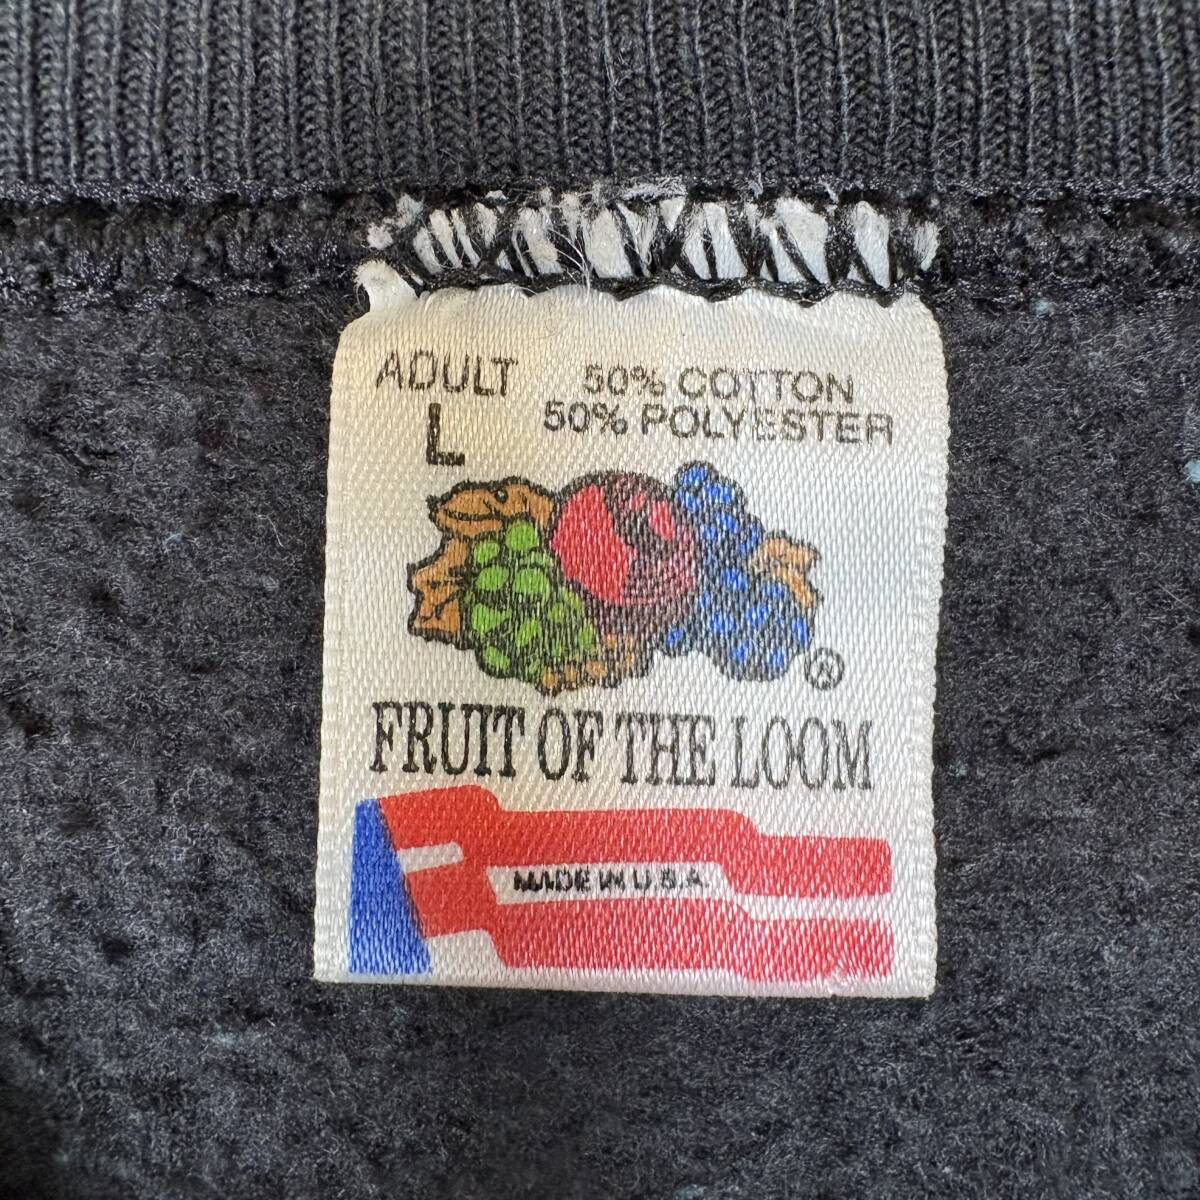 ADULT
L
50% COTTON
50% POLYESTER
®
FRUIT OF THE LOOM
MADE IN U.S.A.